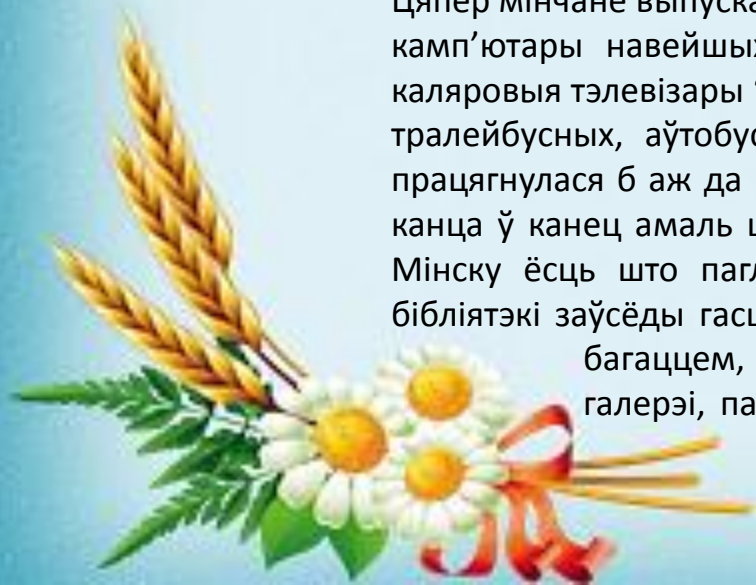 Цяпер мінчане выпуска
камп’ютары навейшых
каляровыя тэлевізары
тралейбусных, аўтобус
працягнулася б аж да
канца ў канец амаль
Мінску ёсць што пагл
бібліятэкі заўсёды гасц
багаццем,
галерэі, па